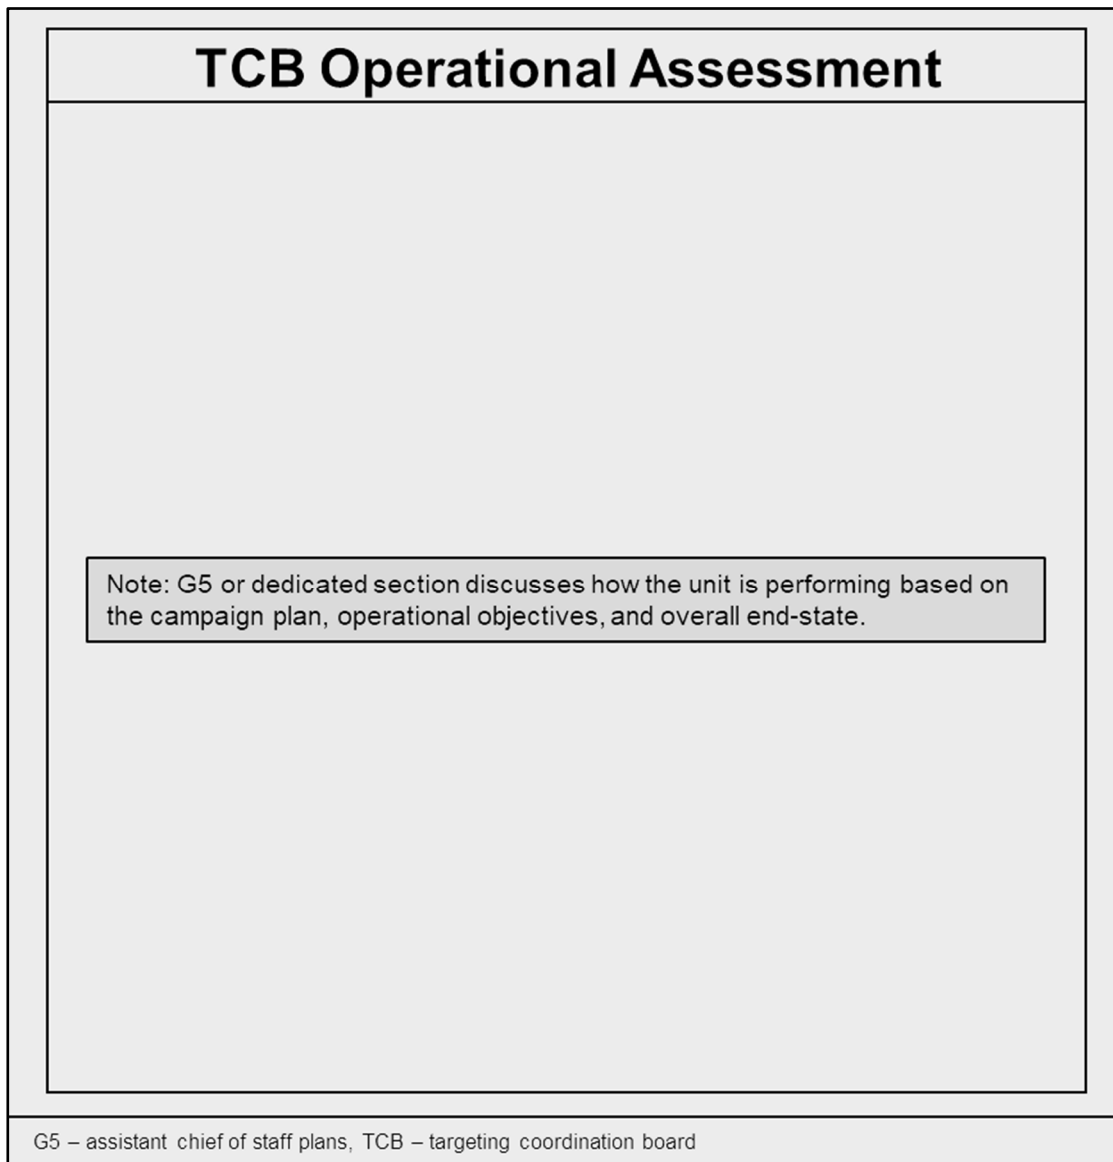 TCB Operational Assessment
Note: G5 or dedicated section discusses how the unit is performing based on
the campaign plan, operational objectives, and overall end-state.
G5 – assistant chief of staff plans, TCB – targeting coordination board